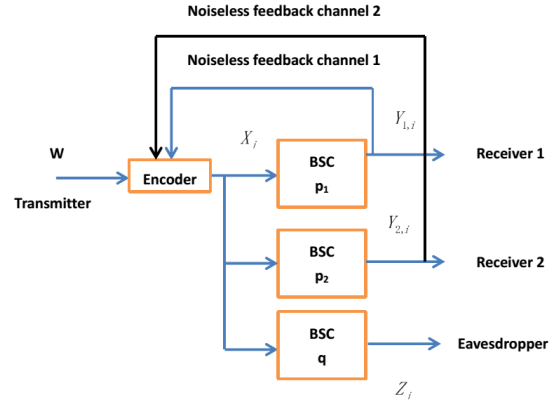 Noiseless feedback channel 2
Noiseless feedback channel 1
W
Transmitter
Encoder
X_i
BSC
p₁
Y_{1,i}
Receiver 1
BSC
p₂
Y_{2,i}
Receiver 2
BSC
q
Eavesdropper
Z_i